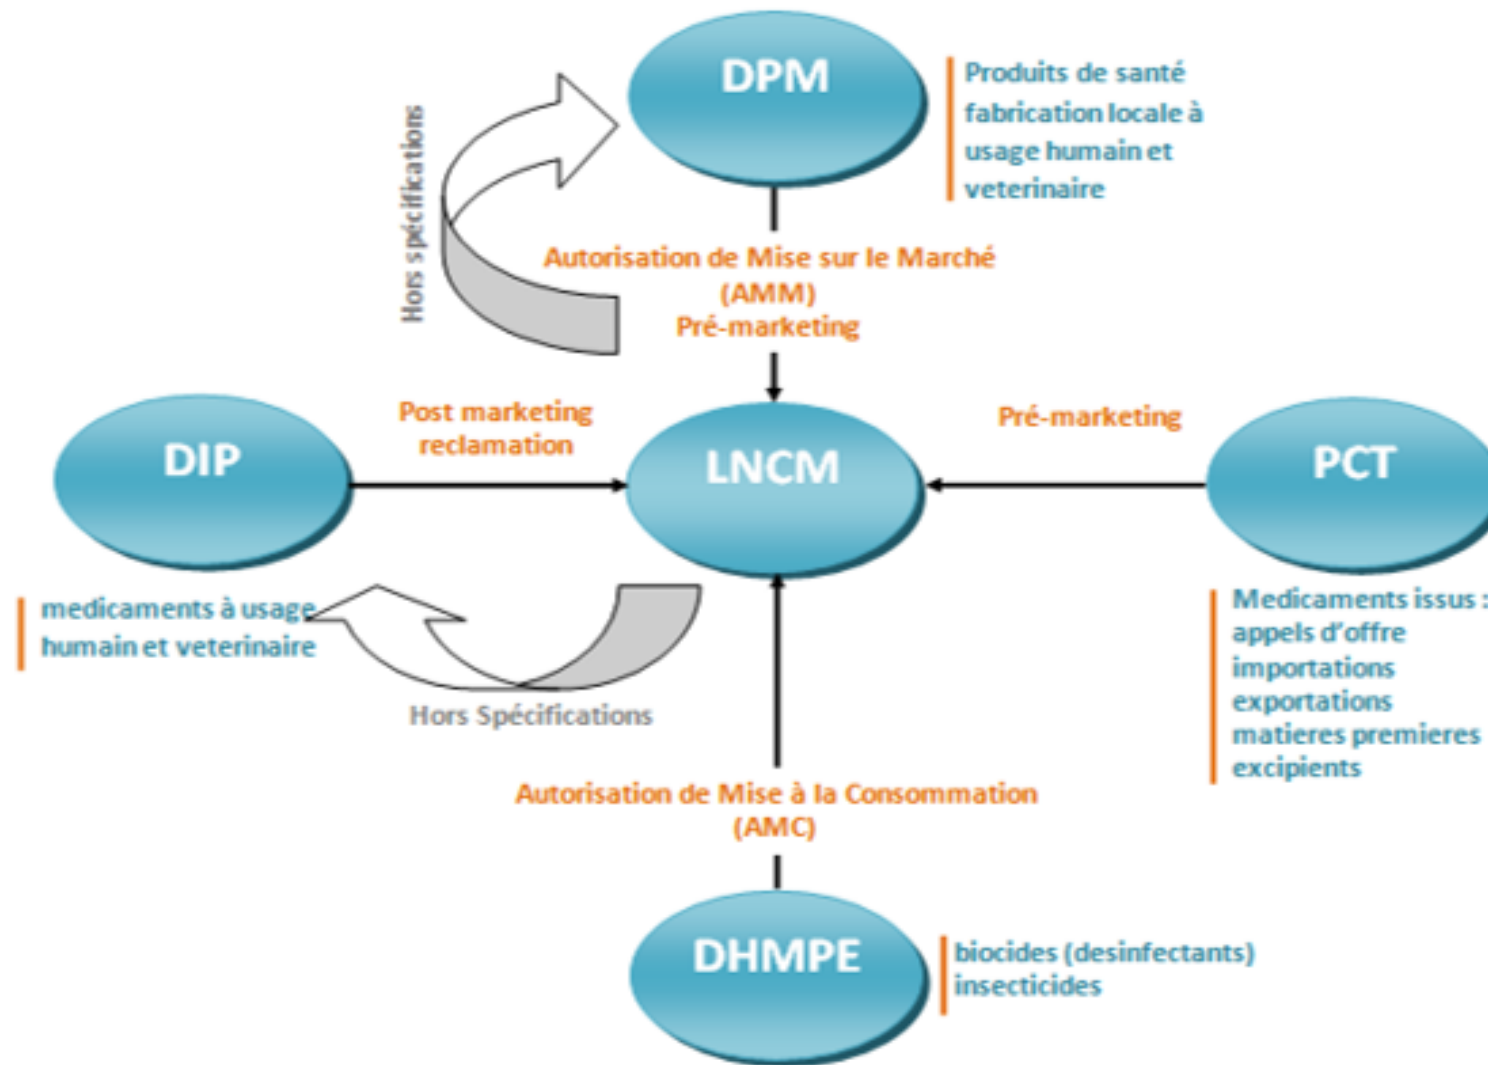 DPM
Produits de santé
fabrication locale à
usage humain et
veterinaire
Hors spécifications
Autorisation de Mise sur le Marché
(AMM)
Pré-marketing
DIP
Post marketing
reclamation
LNCM
Pré-marketing
PCT
medicaments à usage
humain et veterinaire
Hors Spécifications
Medicaments issus :
appels d'offre
importations
exportations
matieres premieres
excipients
Autorisation de Mise à la Consommation
(AMC)
DHMPE
biocides (desinfectants)
insecticides